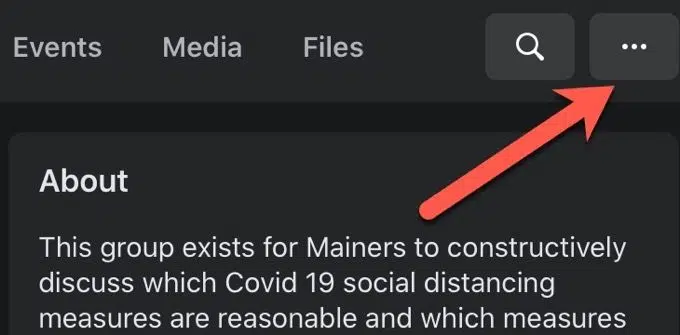 Events Media Files
About
This group exists for Mainers to constructively
discuss which Covid 19 social distancing
measures are reasonable and which measures